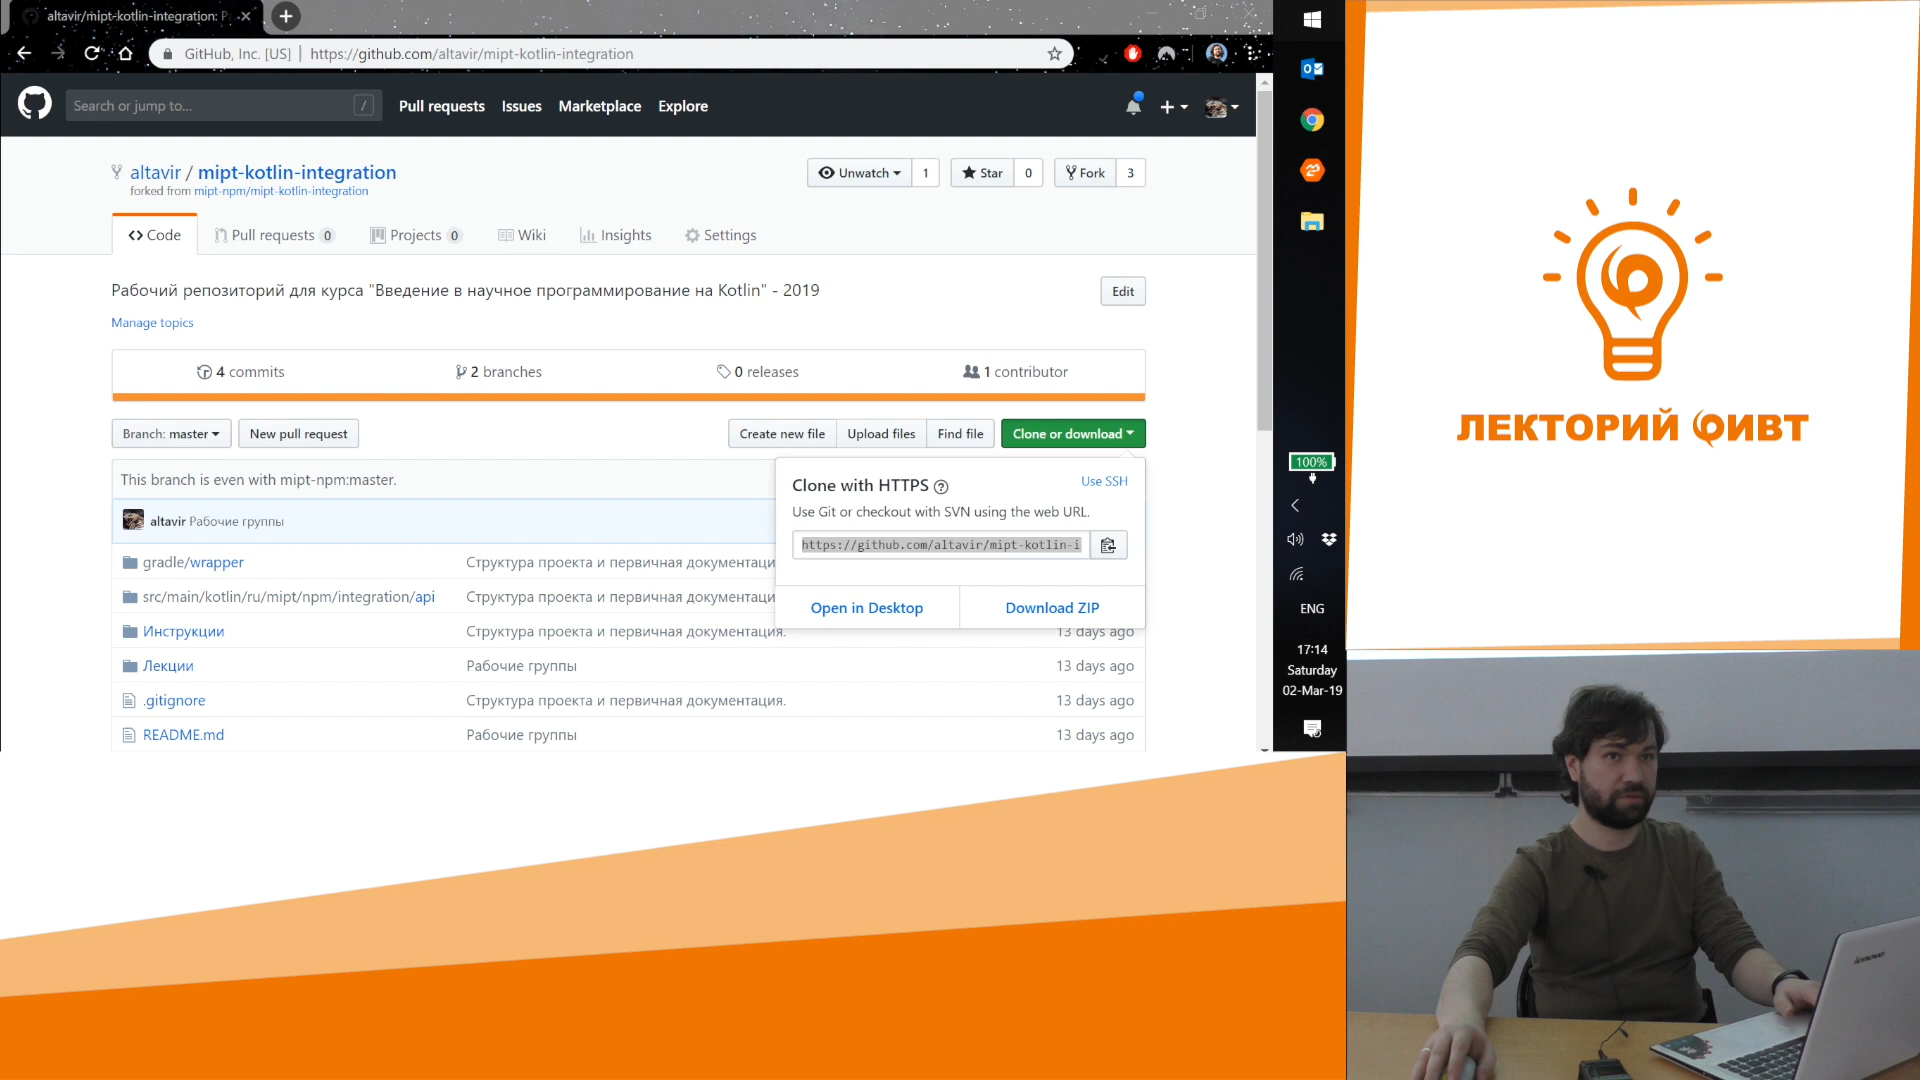 altavir/mipt-kotlin-integration: Р
GitHub, Inc. [US] | https://github.com/altavir/mipt-kotlin-integration
Search or jump to... /
Pull requests Issues Marketplace Explore
altavir / mipt-kotlin-integration
forked from mipt-npm/mipt-kotlin-integration
Unwatch 1 Star 0 Fork 3
Code Pull requests 0 Projects 0 Wiki Insights Settings
Рабочий репозиторий для курса "Введение в научное программирование на Kotlin" - 2019
Edit
Manage topics
4 commits 2 branches 0 releases 1 contributor
Branch: master New pull request Create new file Upload files Find file Clone or download
This branch is even with mipt-npm:master.
altavir Рабочие группы
Clone with HTTPS ?
Use SSH
Use Git or checkout with SVN using the web URL.
https://github.com/altavir/mipt-kotlin-i
Open in Desktop Download ZIP
gradle/wrapper Структура проекта и первичная документаци
src/main/kotlin/ru/mipt/npm/integration/api Структура проекта и первичная документаци
Инструкции Структура проекта и первичная документация. 13 days ago
Лекции Рабочие группы 13 days ago
.gitignore Структура проекта и первичная документация. 13 days ago
README.md Рабочие группы 13 days ago
100%
ENG
17:14
Saturday
02-Mar-19
ЛЕКТОРИЙ ФИВТ
lenovo